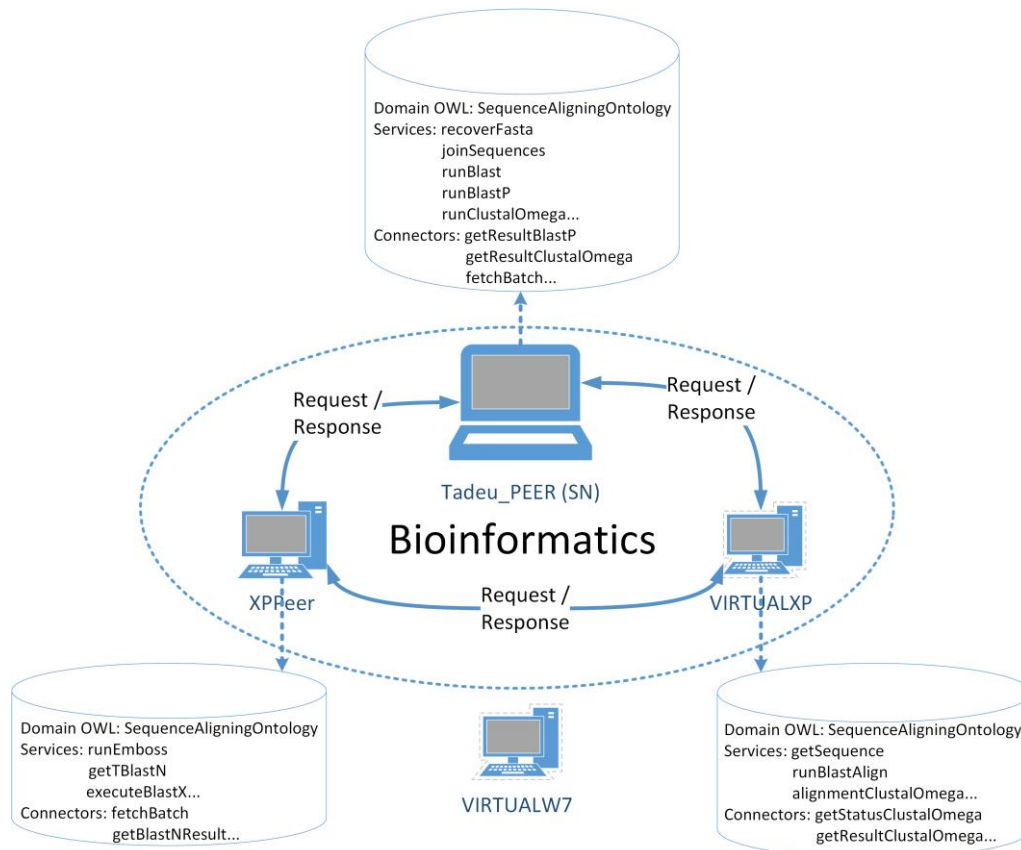 Domain OWL: SequenceAligningOntology
Services: recoverFasta
joinSequences
runBlast
runBlastP
runClustalOmega...
Connectors: getResultBlastP
getResultClustalOmega
fetchBatch...
Request /
Response
Request /
Response
Tadeu_PEER (SN)
Bioinformatics
XPPeer
Request /
Response
VIRTUALXP
Domain OWL: SequenceAligningOntology
Services: runEmboss
getTBlastN
executeBlastX...
Connectors: fetchBatch
getBlastNResult...
VIRTUALW7
Domain OWL: SequenceAligningOntology
Services: getSequence
runBlastAlign
alignmentClustalOmega...
Connectors: getStatusClustalOmega
getResultClustalOmega...